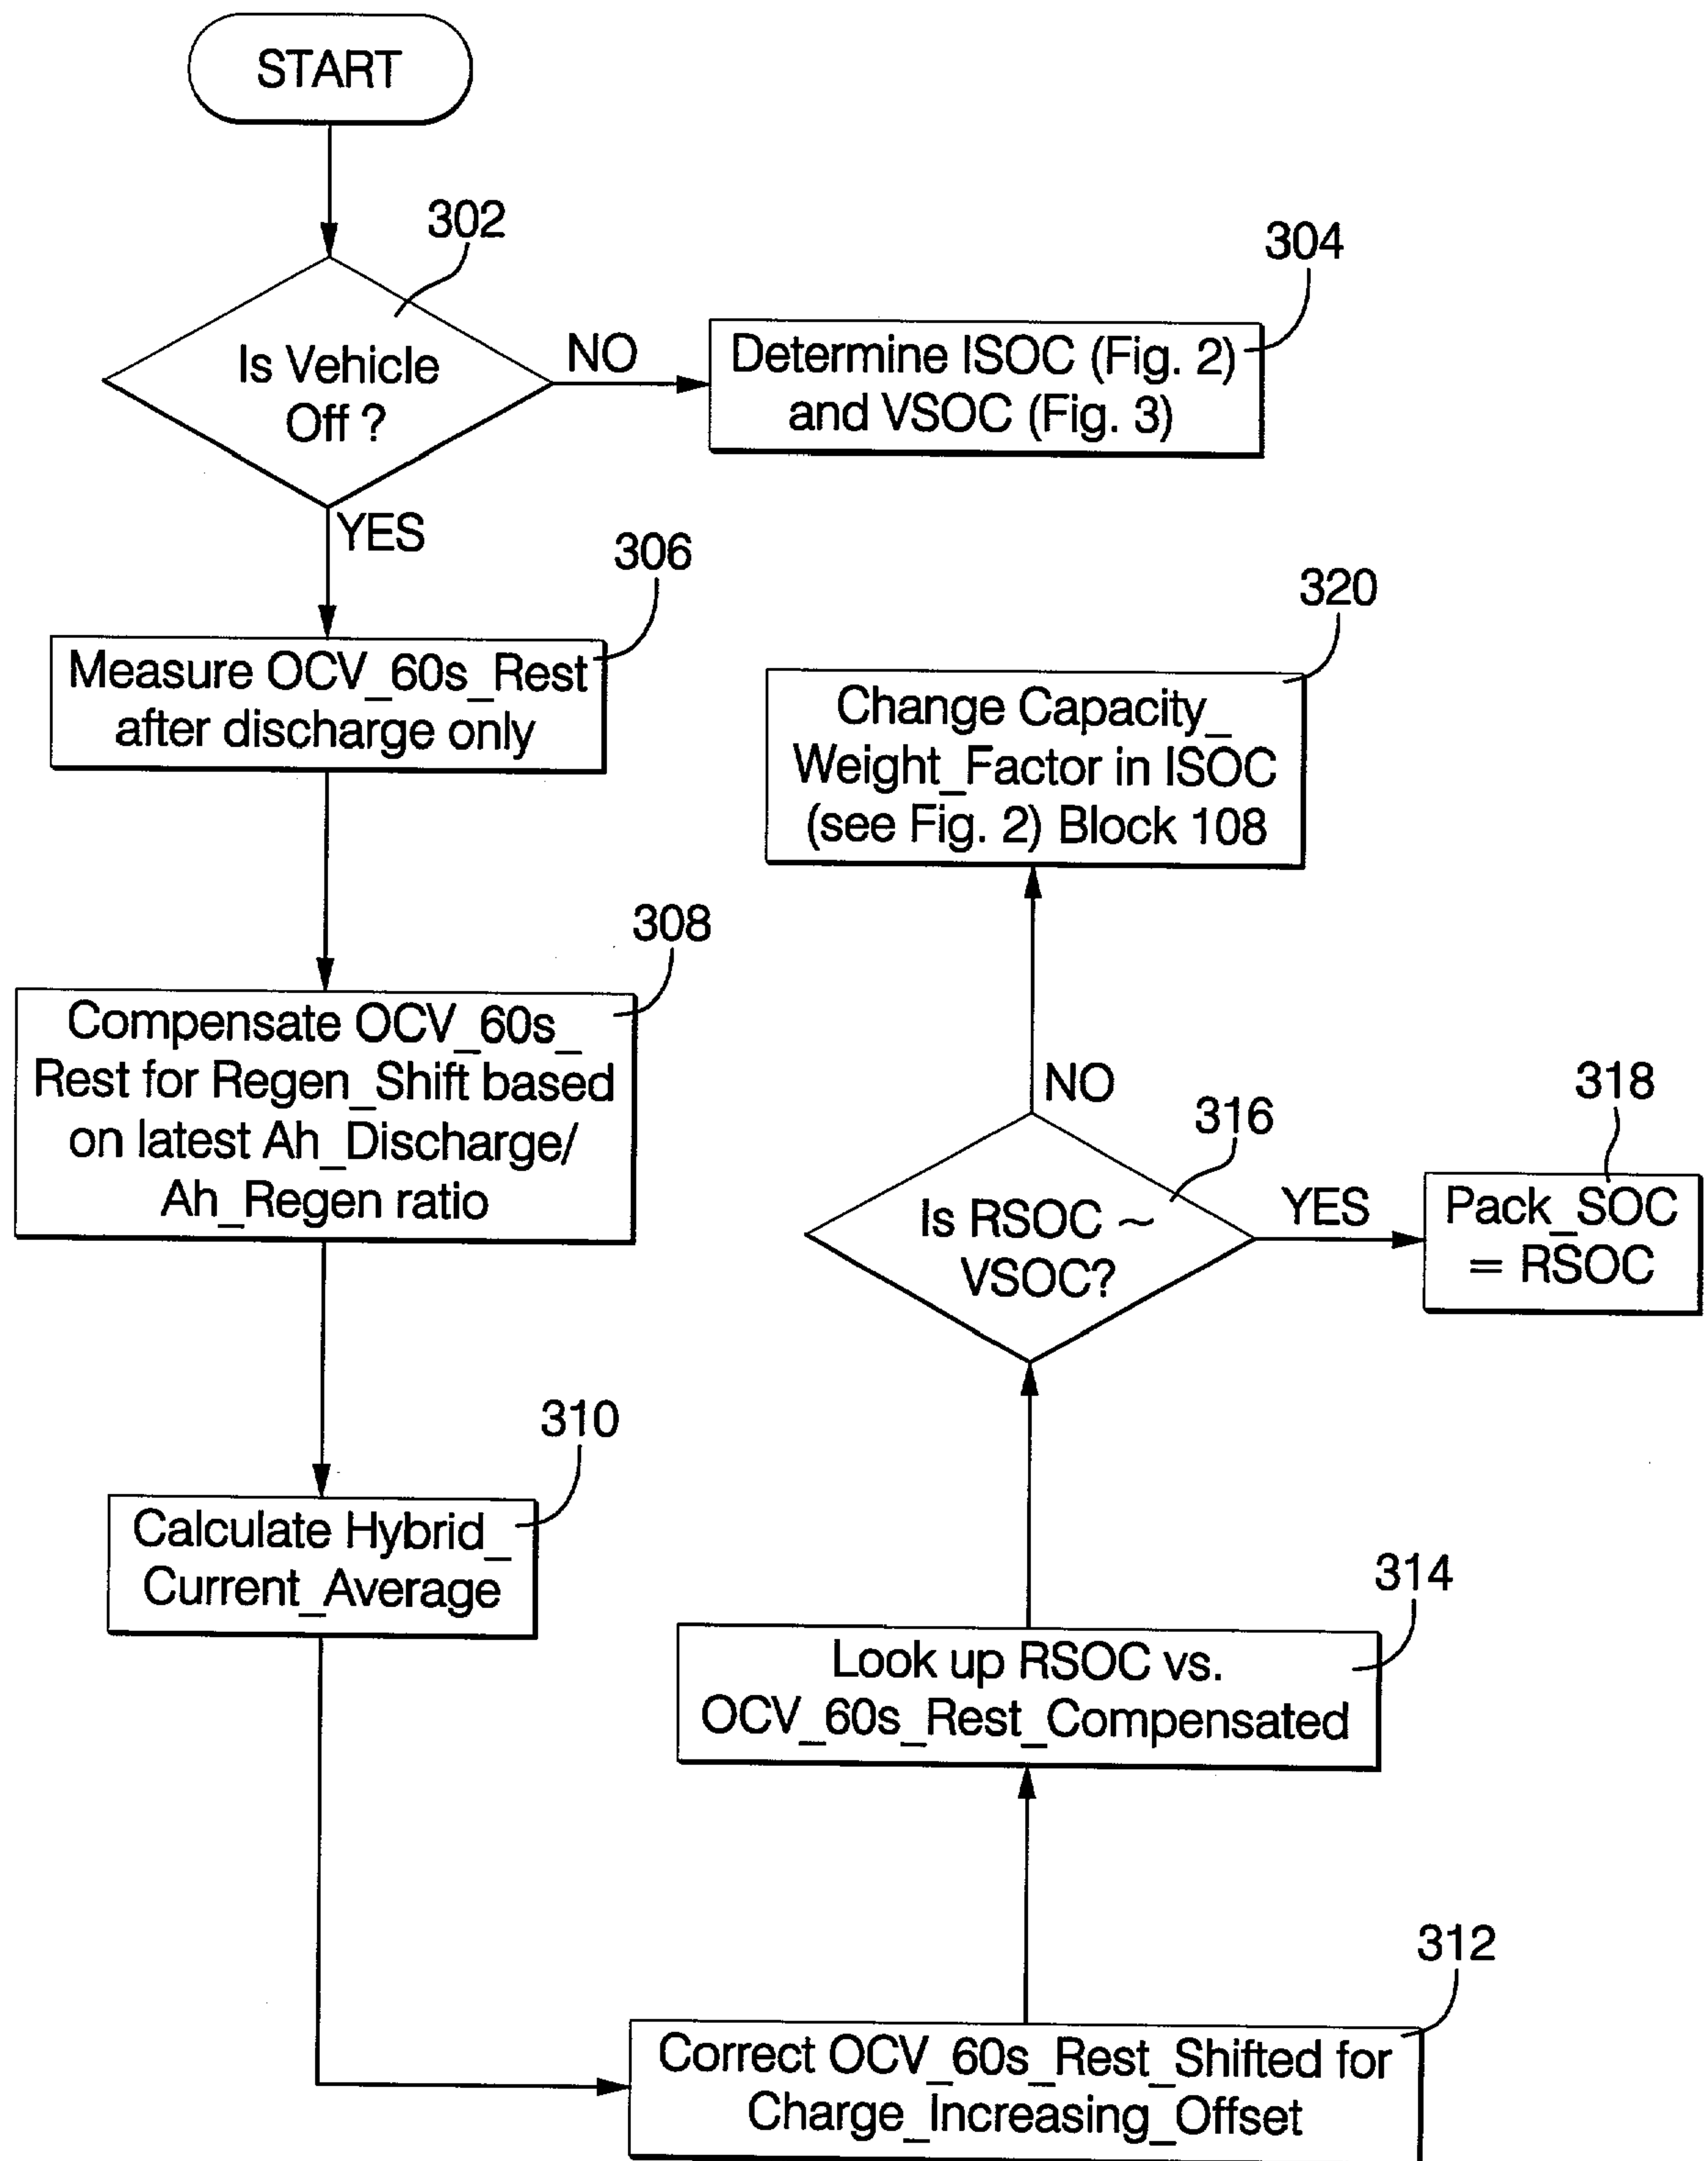 START
302
Is Vehicle
Off ?
NO
304
Determine ISOC (Fig. 2)
and VSOC (Fig. 3)
YES
306
Measure OCV_60s_Rest
after discharge only
308
Compensate OCV_60s_
Rest for Regen_Shift based
on latest Ah_Discharge/
Ah_Regen ratio
310
Calculate Hybrid_
Current_Average
312
Correct OCV_60s_Rest_Shifted for
Charge_Increasing_Offset
314
Look up RSOC vs.
OCV_60s_Rest_Compensated
316
Is RSOC ~
VSOC?
YES
318
Pack_SOC
= RSOC
NO
320
Change Capacity_
Weight_Factor in ISOC
(see Fig. 2) Block 108